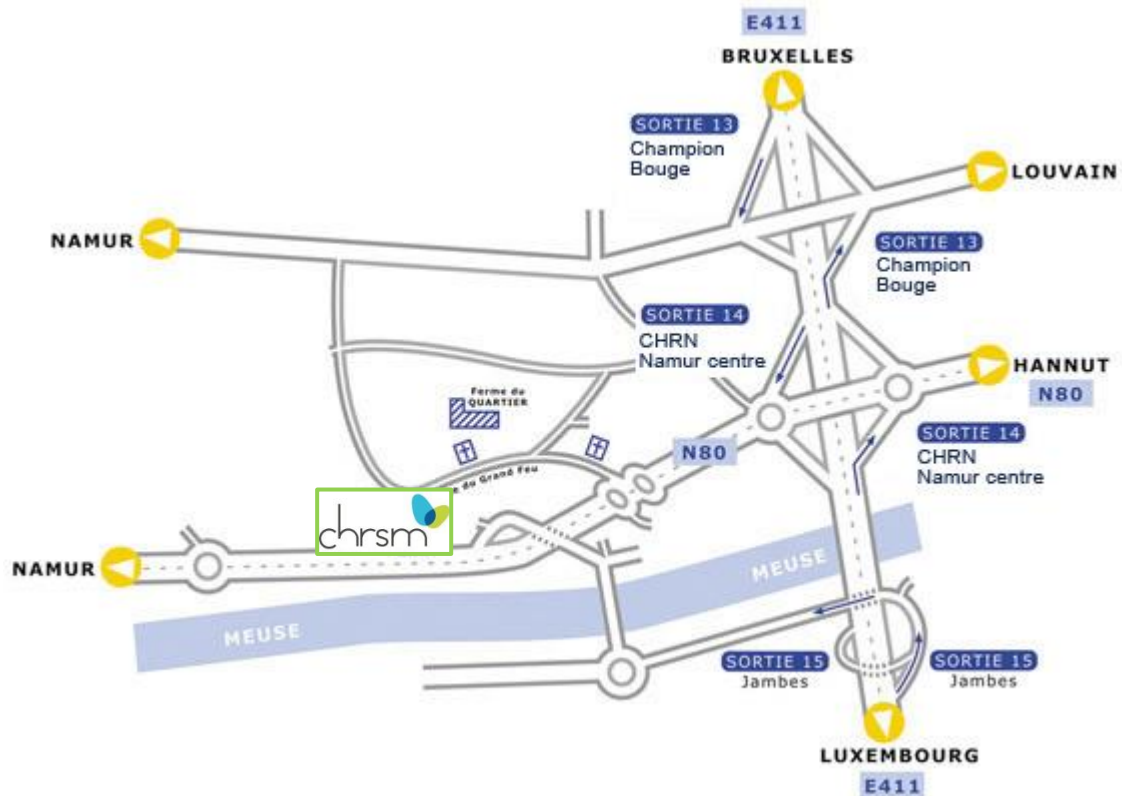 E411
BRUXELLES
SORTIE 13
Champion
Bouge
LOUVAIN
NAMUR
SORTIE 13
Champion
Bouge
SORTIE 14
CHRN
Namur centre
HANNUT
N80
Ferme du
QUARTIER
SORTIE 14
CHRN
Namur centre
N80
e du Grand Feu
chrsm
NAMUR
MEUSE
MEUSE
SORTIE 15
Jambes
SORTIE 15
Jambes
LUXEMBOURG
E411